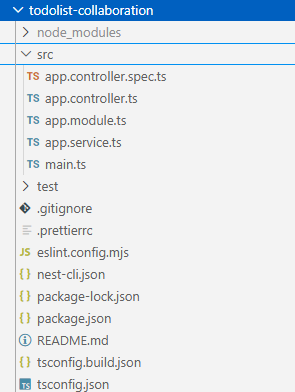 todolist-collaboration
node_modules
src
TS app.controller.spec.ts
TS app.controller.ts
TS app.module.ts
TS app.service.ts
TS main.ts
test
.gitignore
.prettierrc
JS eslint.config.mjs
{} nest-cli.json
{} package-lock.json
{} package.json
README.md
{} tsconfig.build.json
TS tsconfig.json